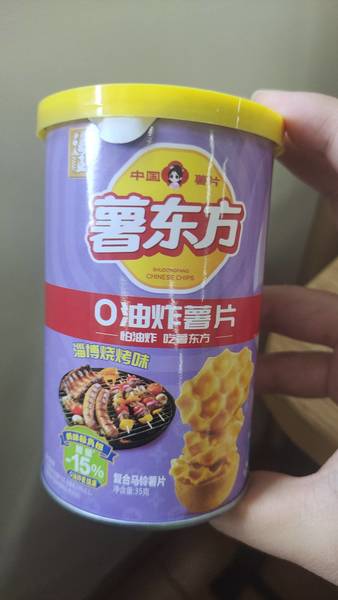 中国 薯片
薯东方
SHUDONGFANG
CHINESE CHIPS
0油炸薯片
怕油炸 吃薯东方
淄博烧烤味
-15%
复合马铃薯片
净含量:35克